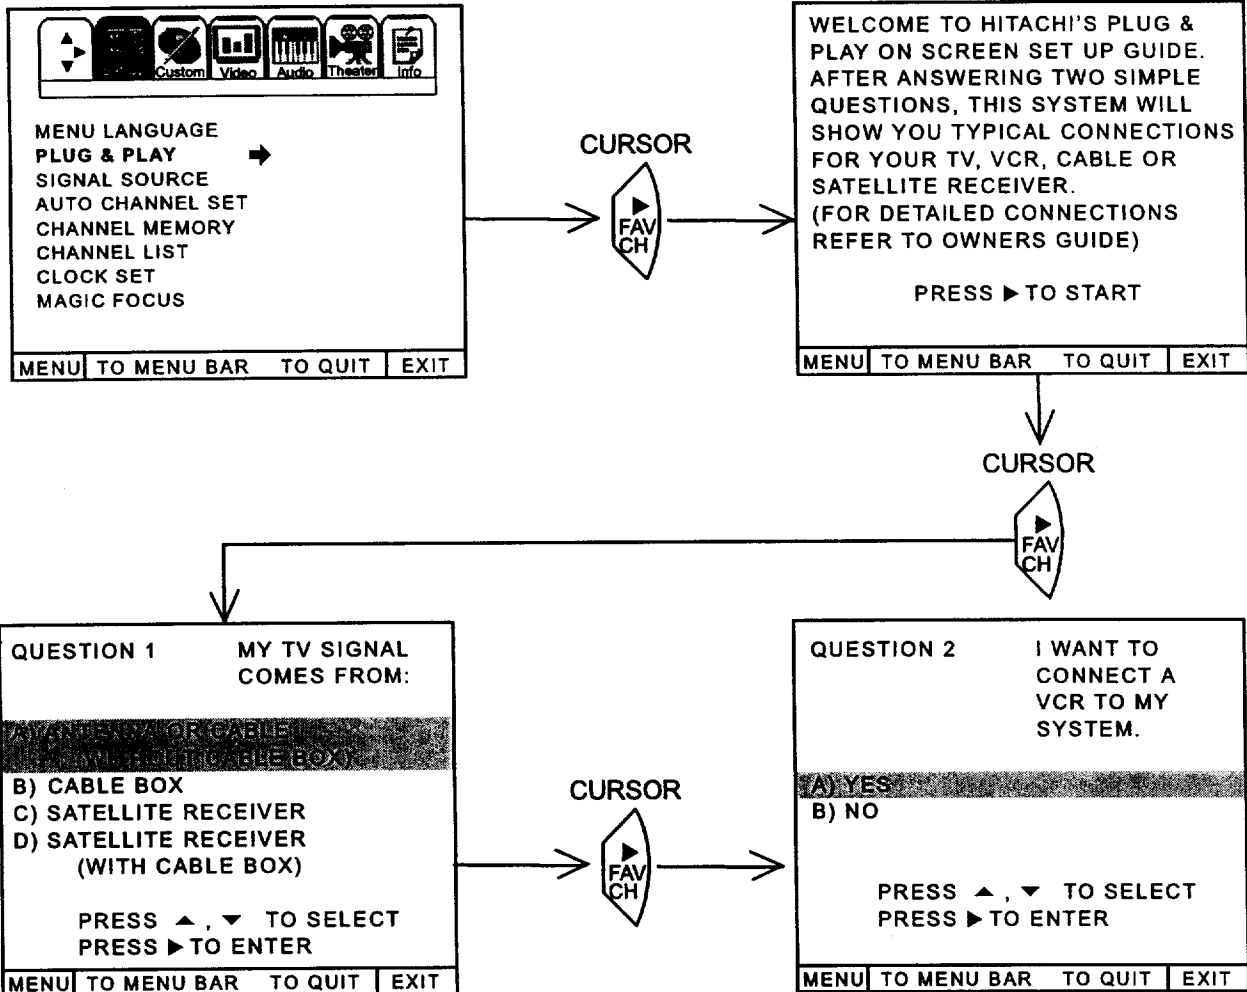 Custom Video Audio Theater Info
MENU LANGUAGE
PLUG & PLAY
SIGNAL SOURCE
AUTO CHANNEL SET
CHANNEL MEMORY
CHANNEL LIST
CLOCK SET
MAGIC FOCUS
MENU TO MENU BAR TO QUIT EXIT
CURSOR
FAV
CH
WELCOME TO HITACHI'S PLUG &
PLAY ON SCREEN SET UP GUIDE.
AFTER ANSWERING TWO SIMPLE
QUESTIONS, THIS SYSTEM WILL
SHOW YOU TYPICAL CONNECTIONS
FOR YOUR TV, VCR, CABLE OR
SATELLITE RECEIVER.
(FOR DETAILED CONNECTIONS
REFER TO OWNERS GUIDE)
PRESS ▶ TO START
MENU TO MENU BAR TO QUIT EXIT
CURSOR
FAV
CH
QUESTION 1 MY TV SIGNAL
COMES FROM:
A) ANTENNA OR CABLE
(WITHOUT CABLE BOX)
B) CABLE BOX
C) SATELLITE RECEIVER
D) SATELLITE RECEIVER
(WITH CABLE BOX)
PRESS ▲ , ▼ TO SELECT
PRESS ▶ TO ENTER
MENU TO MENU BAR TO QUIT EXIT
CURSOR
FAV
CH
QUESTION 2 I WANT TO
CONNECT A
VCR TO MY
SYSTEM.
A) YES
B) NO
PRESS ▲ , ▼ TO SELECT
PRESS ▶ TO ENTER
MENU TO MENU BAR TO QUIT EXIT